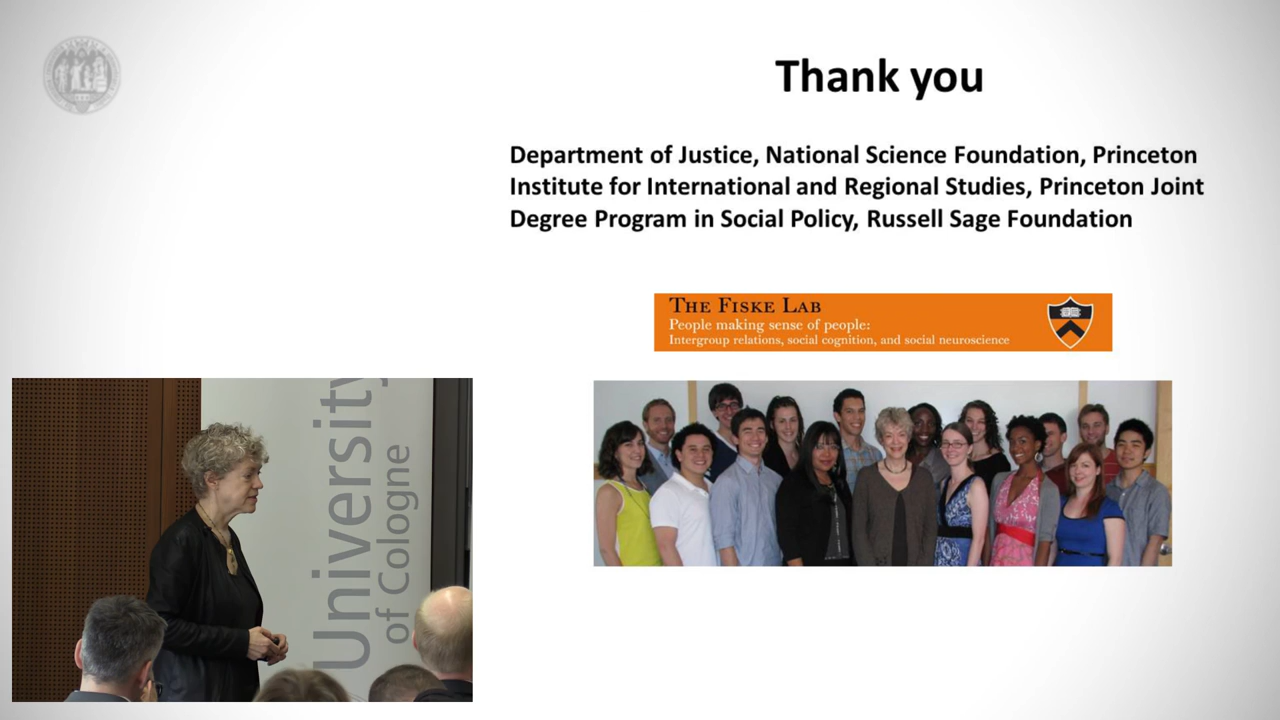 Thank you
Department of Justice, National Science Foundation, Princeton
Institute for International and Regional Studies, Princeton Joint
Degree Program in Social Policy, Russell Sage Foundation
THE FISKE LAB
People making sense of people:
Intergroup relations, social cognition, and social neuroscience
University
of Cologne